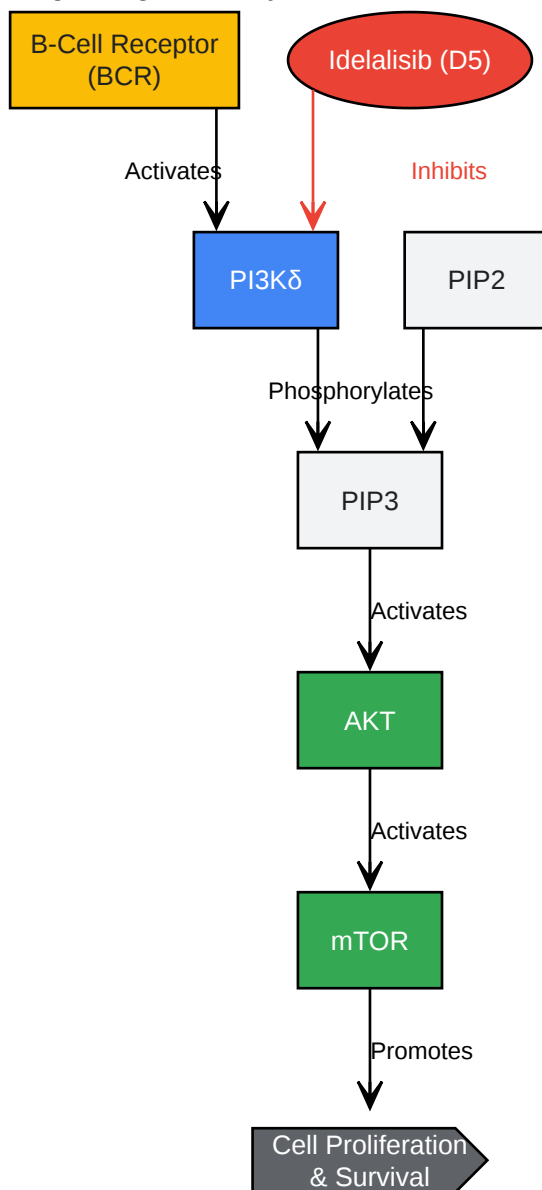 B-Cell Receptor
(BCR)
Idelalisib (D5)
Activates
Inhibits
PI3Kδ
PIP2
Phosphorylates
PIP3
Activates
AKT
Activates
mTOR
Promotes
Cell Proliferation
& Survival